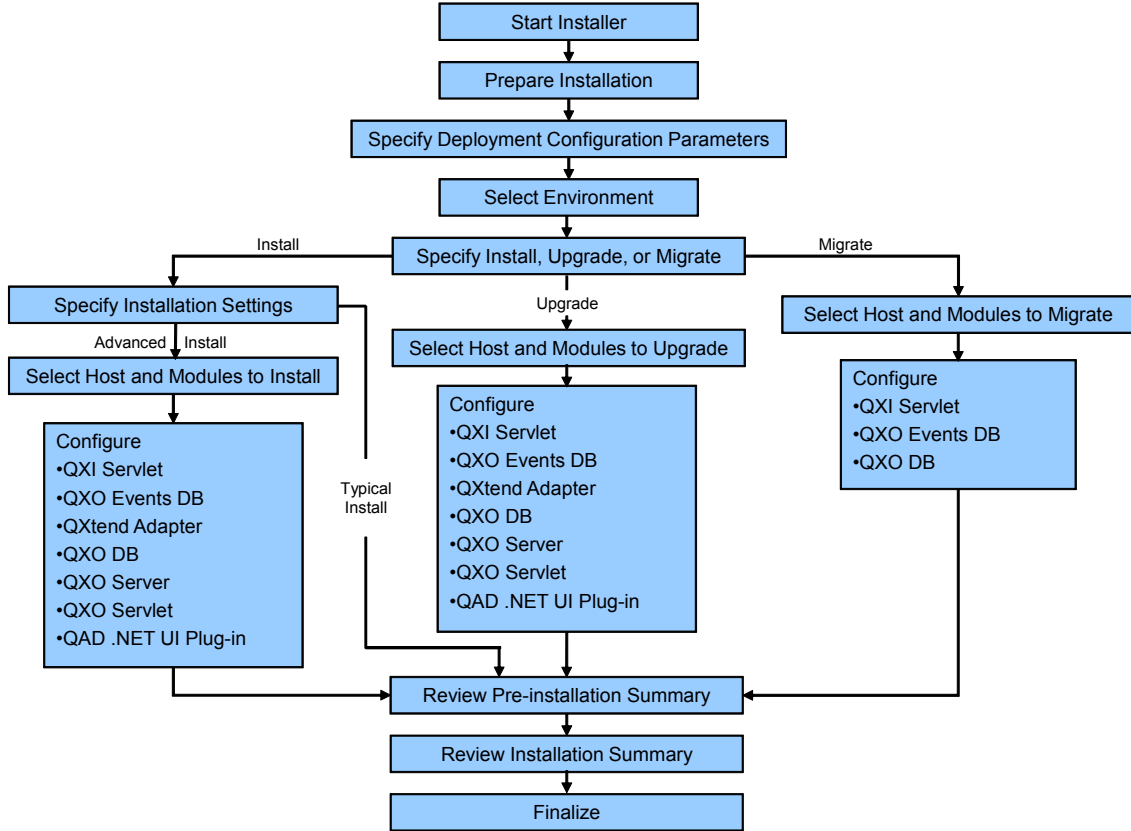 Start Installer
Prepare Installation
Specify Deployment Configuration Parameters
Select Environment
Install
Specify Install, Upgrade, or Migrate
Migrate
Specify Installation Settings
Upgrade
Select Host and Modules to Migrate
Advanced Install
Select Host and Modules to Install
Select Host and Modules to Upgrade
Configure
•QXI Servlet
•QXO Events DB
•QXtend Adapter
•QXO DB
•QXO Server
•QXO Servlet
•QAD .NET UI Plug-in
Typical
Install
Configure
•QXI Servlet
•QXO Events DB
•QXtend Adapter
•QXO DB
•QXO Server
•QXO Servlet
•QAD .NET UI Plug-in
Configure
•QXI Servlet
•QXO Events DB
•QXO DB
Review Pre-installation Summary
Review Installation Summary
Finalize